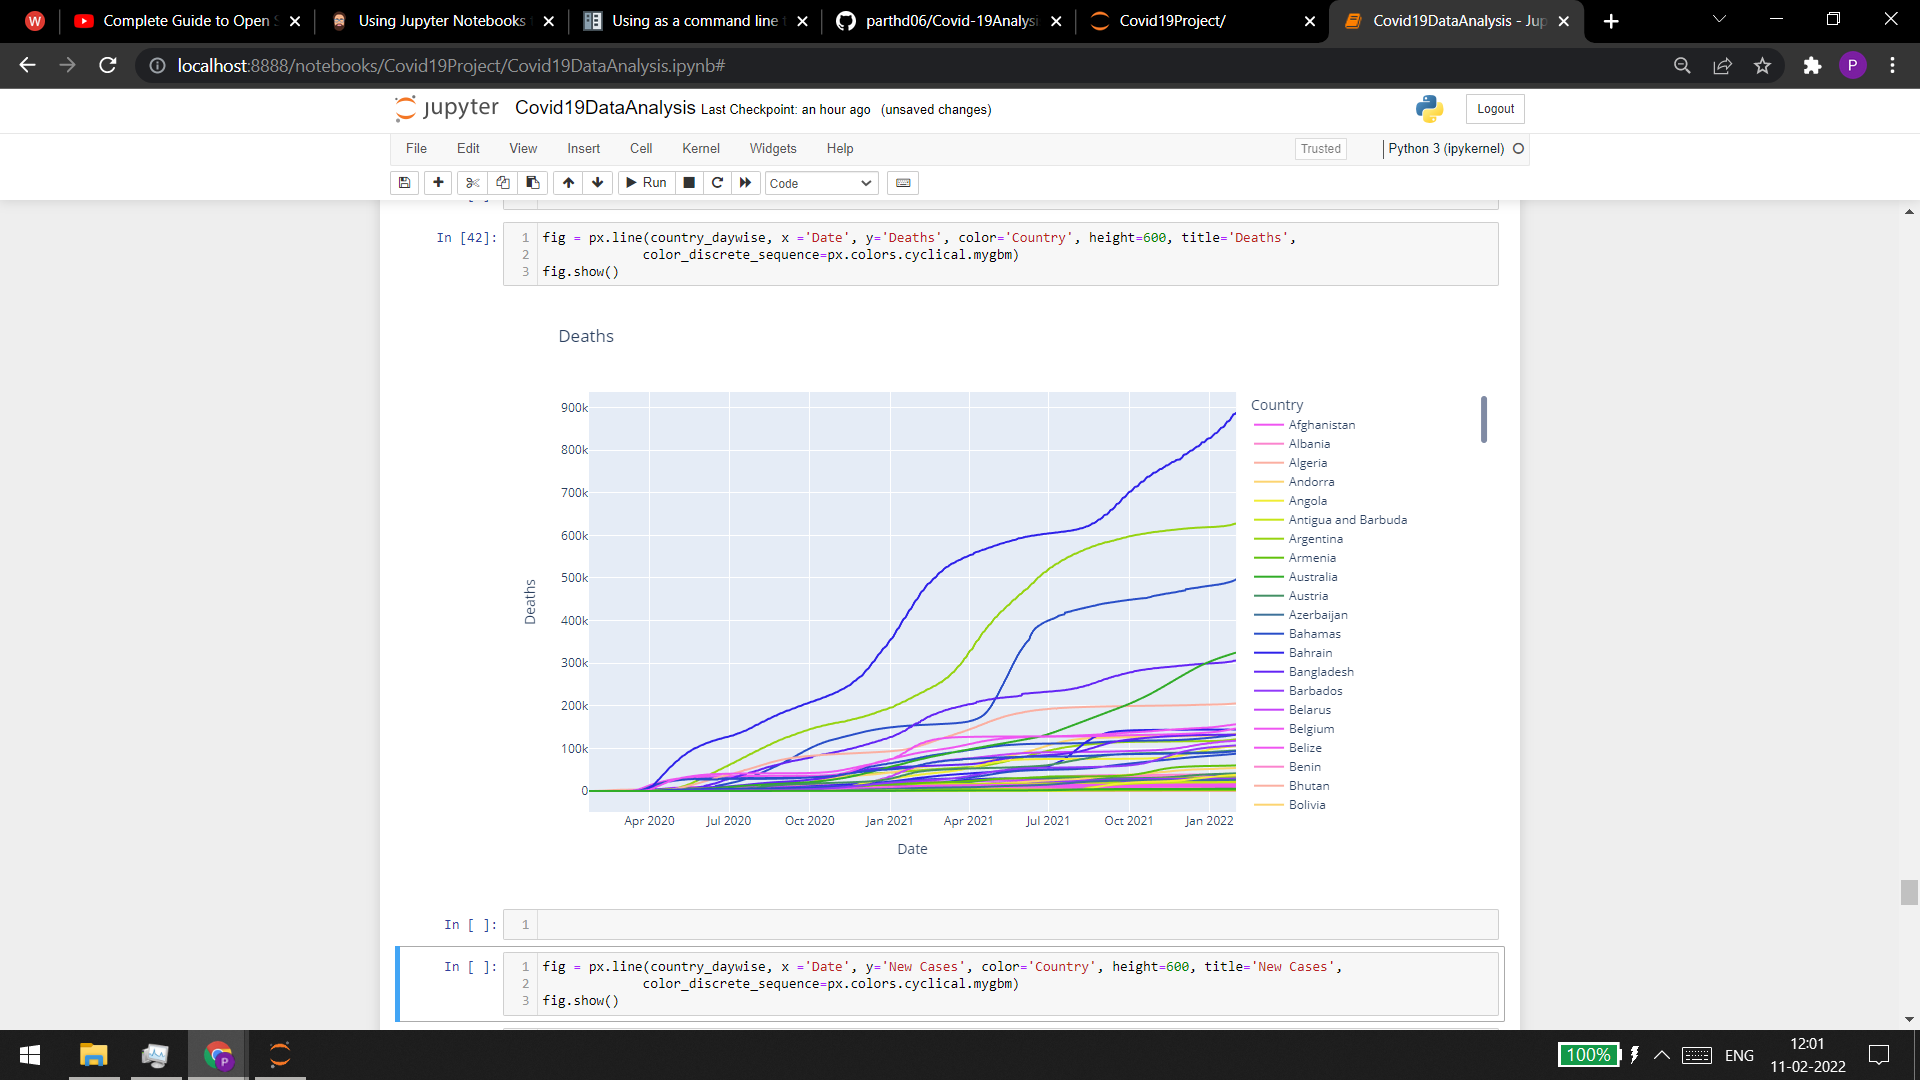 W
Complete Guide to Open S
Using Jupyter Notebooks
Using as a command line t
parthd06/Covid-19Analysi
Covid19Project/
Covid19DataAnalysis - Jup
localhost:8888/notebooks/Covid19Project/Covid19DataAnalysis.ipynb#
P
jupyter Covid19DataAnalysis Last Checkpoint: an hour ago (unsaved changes)
Logout
File Edit View Insert Cell Kernel Widgets Help
Trusted
Python 3 (ipykernel)
Run
Code
In [42]:
1 fig = px.line(country_daywise, x ='Date', y='Deaths', color='Country', height=600, title='Deaths',
2 color_discrete_sequence=px.colors.cyclical.mygbm)
3 fig.show()
Deaths
900k
800k
700k
600k
500k
400k
300k
200k
100k
0
Deaths
Apr 2020 Jul 2020 Oct 2020 Jan 2021 Apr 2021 Jul 2021 Oct 2021 Jan 2022
Date
Country
Afghanistan
Albania
Algeria
Andorra
Angola
Antigua and Barbuda
Argentina
Armenia
Australia
Austria
Azerbaijan
Bahamas
Bahrain
Bangladesh
Barbados
Belarus
Belgium
Belize
Benin
Bhutan
Bolivia
In [ ]:
1
In [ ]:
1 fig = px.line(country_daywise, x ='Date', y='New Cases', color='Country', height=600, title='New Cases',
2 color_discrete_sequence=px.colors.cyclical.mygbm)
3 fig.show()
P
100%
ENG
12:01
11-02-2022